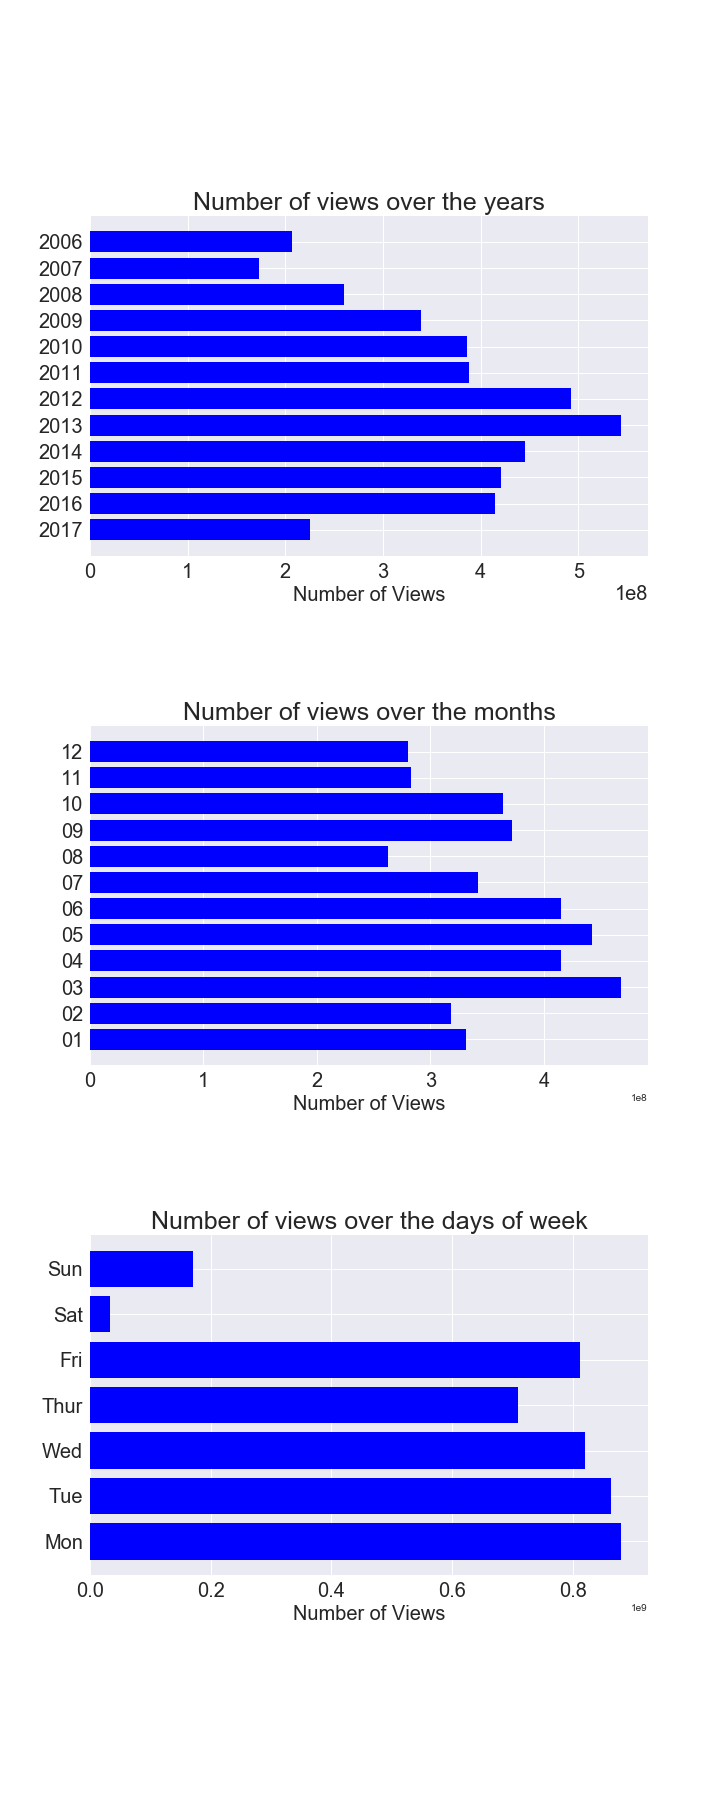 Number of views over the years
2006
2007
2008
2009
2010
2011
2012
2013
2014
2015
2016
2017
0 1 2 3 4 5
Number of Views
1e8
Number of views over the months
12
11
10
09
08
07
06
05
04
03
02
01
0 1 2 3 4
Number of Views
1e8
Number of views over the days of week
Sun
Sat
Fri
Thur
Wed
Tue
Mon
0.0 0.2 0.4 0.6 0.8
Number of Views
1e9